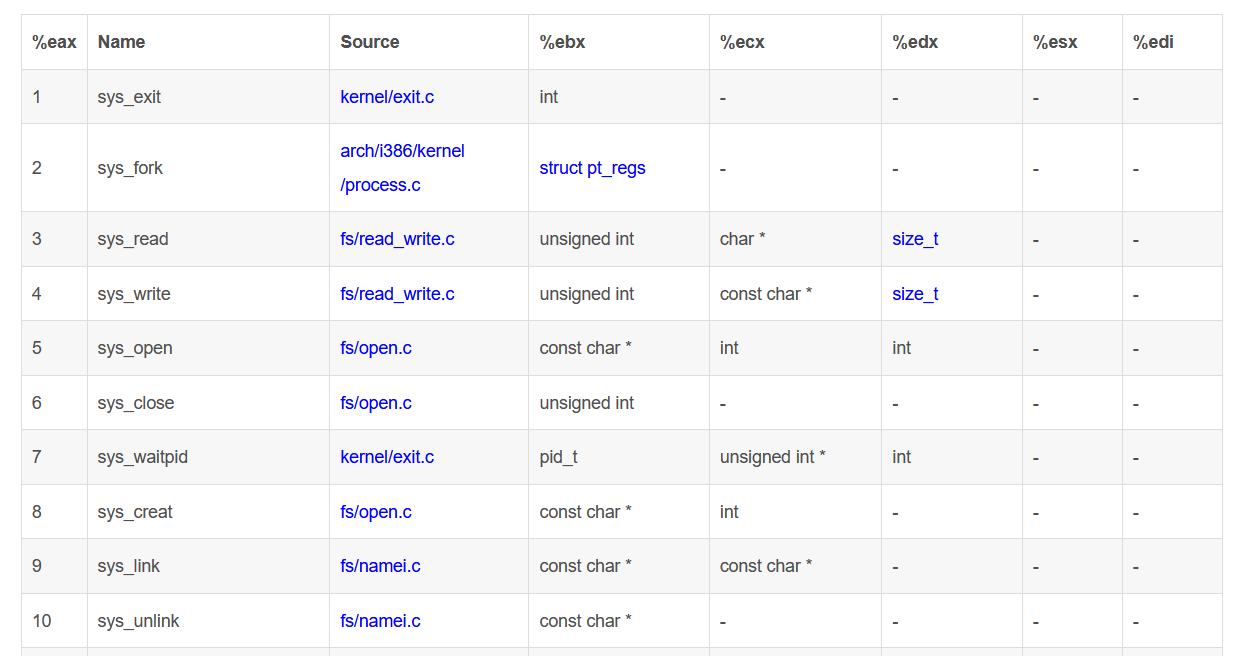 %eax Name Source %ebx %ecx %edx %esx %edi
1 sys_exit kernel/exit.c int - - - -
2 sys_fork arch/i386/kernel
/process.c struct pt_regs - - - -
3 sys_read fs/read_write.c unsigned int char * size_t - -
4 sys_write fs/read_write.c unsigned int const char * size_t - -
5 sys_open fs/open.c const char * int int - -
6 sys_close fs/open.c unsigned int - - - -
7 sys_waitpid kernel/exit.c pid_t unsigned int * int - -
8 sys_creat fs/open.c const char * int - - -
9 sys_link fs/namei.c const char * const char * - - -
10 sys_unlink fs/namei.c const char * - - - -